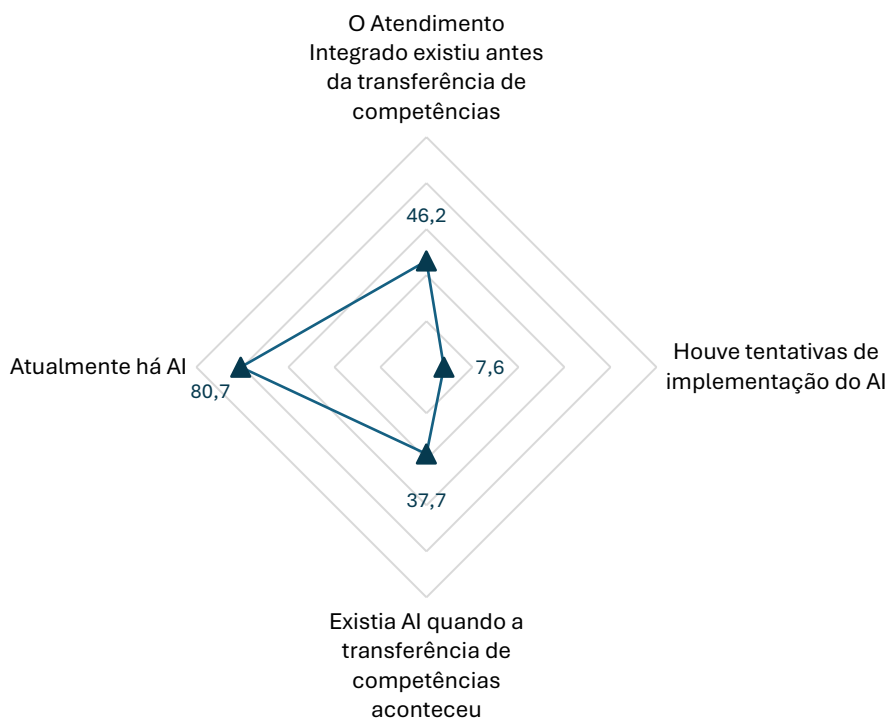 O Atendimento
Integrado existiu antes
da transferência de
competências
46,2
Houve tentativas de
implementação do AI
7,6
Atualmente há AI
80,7
37,7
Existia AI quando a
transferência de
competências
aconteceu